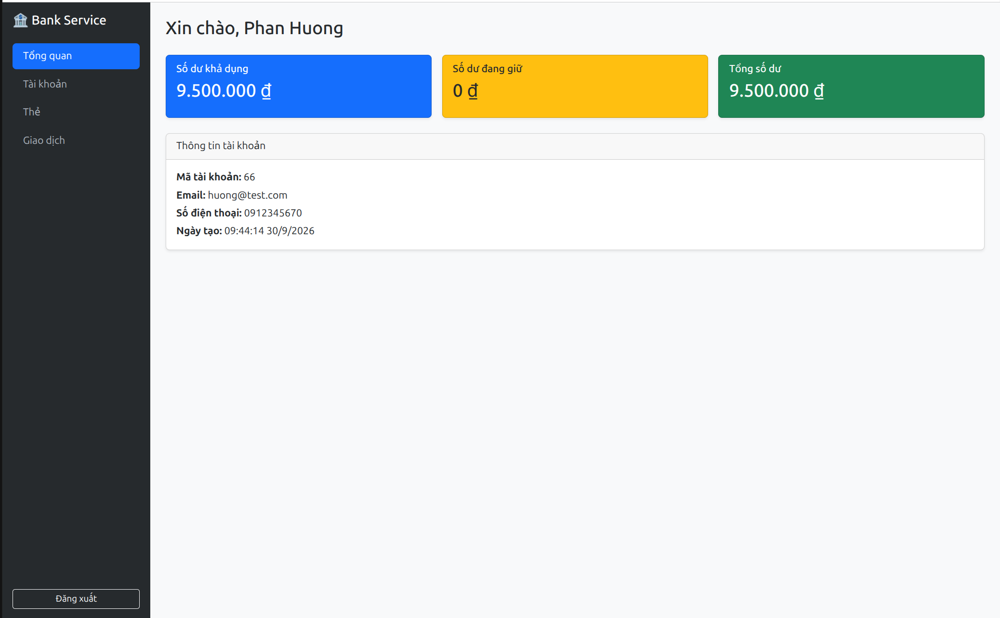 Bank Service
Tổng quan
Tài khoản
Thẻ
Giao dịch
Đăng xuất
Xin chào, Phan Huong
Số dư khả dụng
9.500.000 ₫
Số dư đang giữ
0 ₫
Tổng số dư
9.500.000 ₫
Thông tin tài khoản
Mã tài khoản: 66
Email: huong@test.com
Số điện thoại: 0912345670
Ngày tạo: 09:44:14 30/9/2026